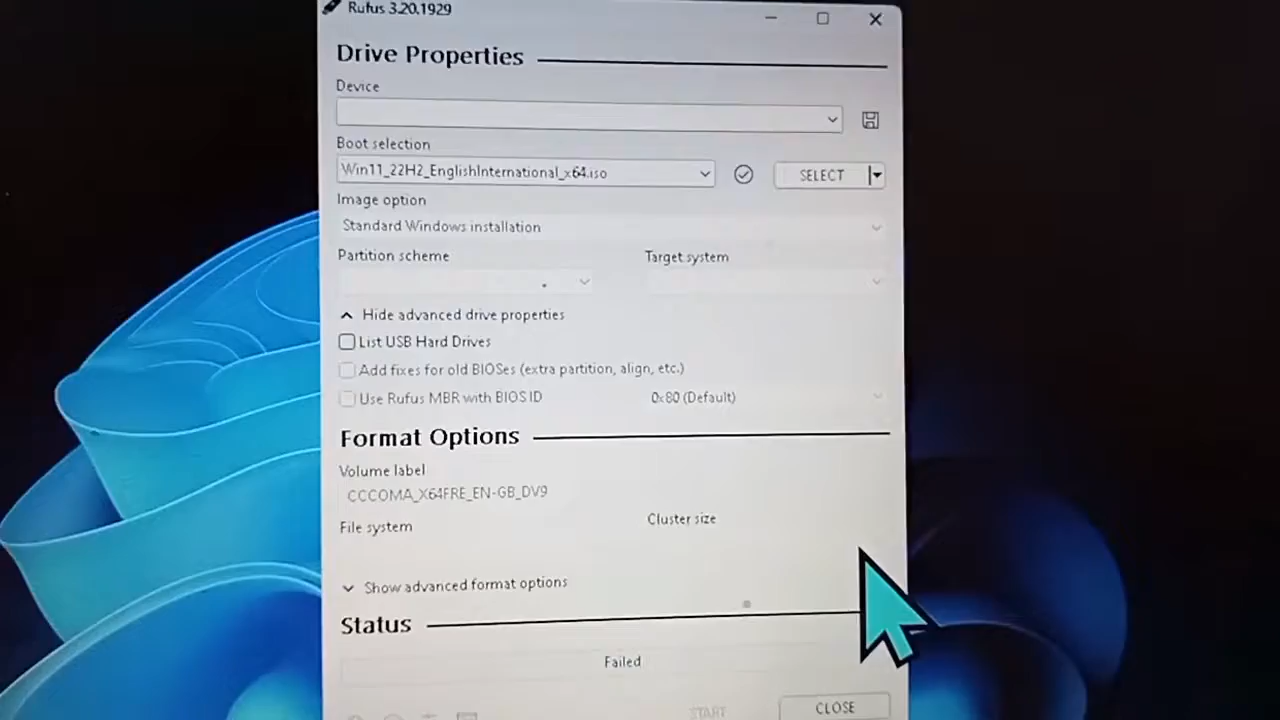 Rufus 3.20.1929
Drive Properties
Device
Boot selection
Win11_22H2_EnglishInternational_x64.iso
SELECT
Image option
Standard Windows installation
Partition scheme
Target system
Hide advanced drive properties
List USB Hard Drives
Add fixes for old BIOSes (extra partition, align, etc.)
Use Rufus MBR with BIOS ID
0x80 (Default)
Format Options
Volume label
CCCOMA_X64FRE_EN-GB_DV9
File system
Cluster size
Show advanced format options
Status
Failed
START
CLOSE